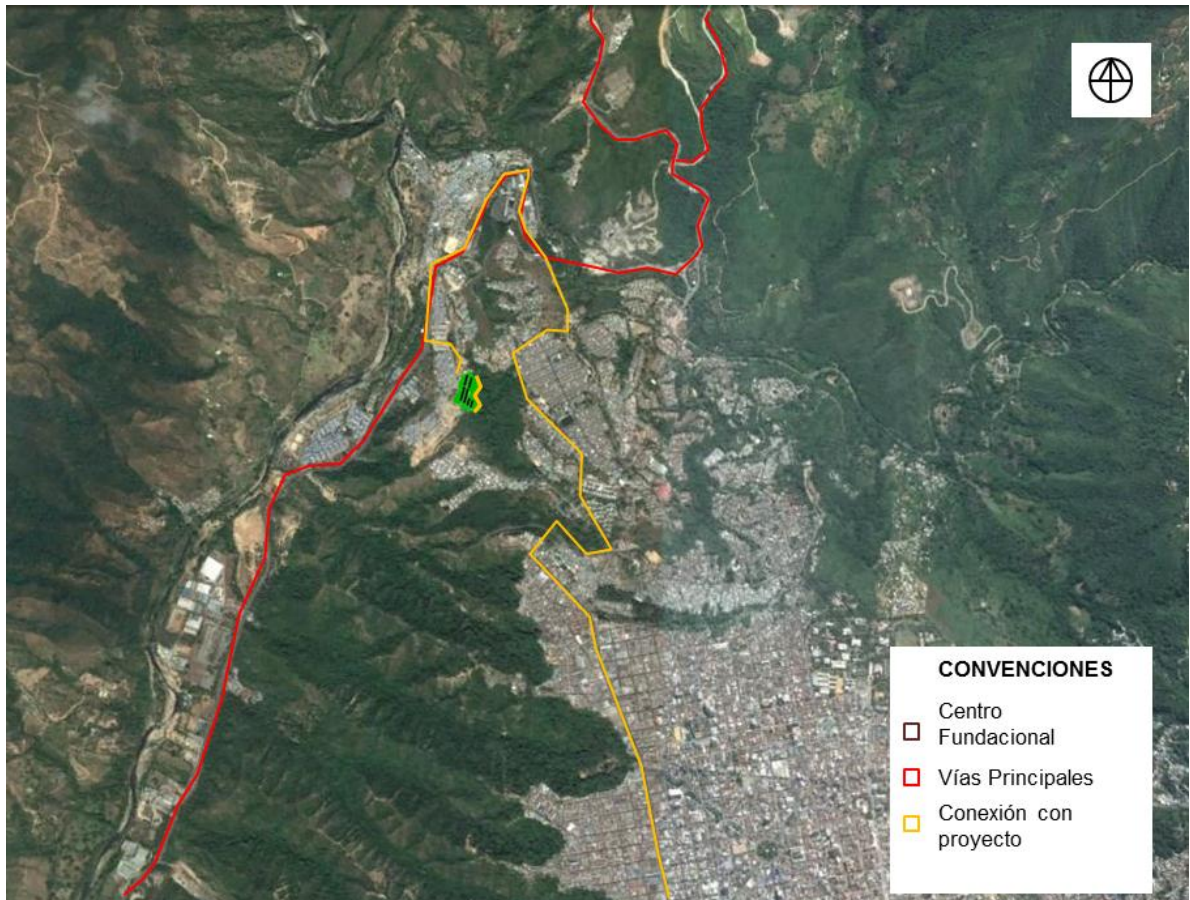 CONVENCIONES
Centro
Fundacional
Vías Principales
Conexión con
proyecto